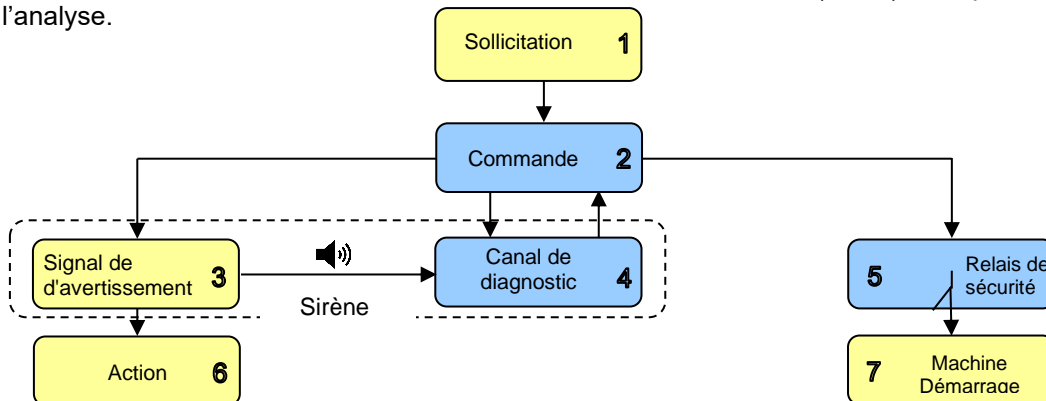 l'analyse.
Sollicitation 1
Commande 2
Signal de
d'avertissement 3
Sirène
Canal de
diagnostic 4
5 Relais de
sécurité
Action 6
7 Machine
Démarrage